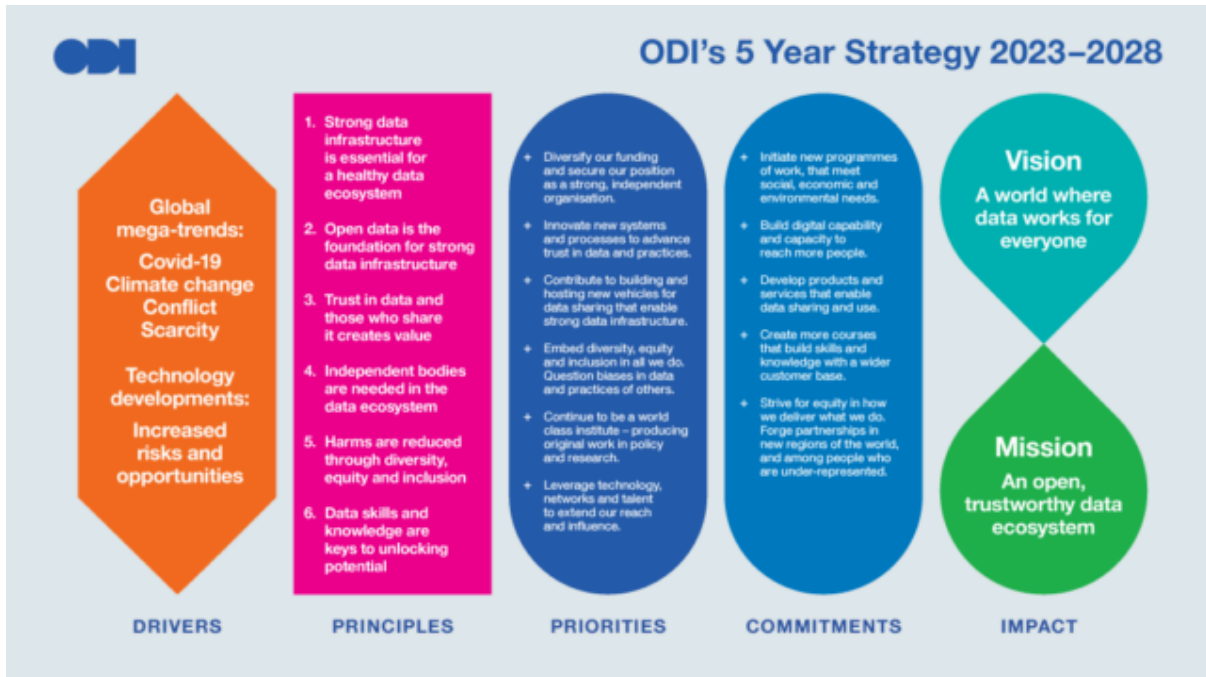 ODI
ODI's 5 Year Strategy 2023–2028
Global
mega-trends:
Covid-19
Climate change
Conflict
Scarcity
Technology
developments:
Increased
risks and
opportunities
DRIVERS
1. Strong data
infrastructure
is essential for
a healthy data
ecosystem
2. Open data is the
foundation for strong
data infrastructure
3. Trust in data and
those who share
it creates value
4. Independent bodies
are needed in the
data ecosystem
5. Harms are reduced
through diversity,
equity and inclusion
6. Data skills and
knowledge are
keys to unlocking
potential
PRINCIPLES
+ Diversify our funding
and secure our position
as a strong, independent
organisation.
+ Innovate new systems
and processes to advance
trust in data and practices.
+ Contribute to building and
hosting new vehicles for
data sharing that enable
strong data infrastructure.
+ Embed diversity, equity
and inclusion in all we do.
Question biases in data
and practices of others.
+ Continue to be a world
class institute – producing
original work in policy
and research.
+ Leverage technology,
networks and talent
to extend our reach
and influence.
PRIORITIES
+ Initiate new programmes
of work, that meet
social, economic and
environmental needs.
+ Build digital capability
and capacity to
reach more people.
+ Develop products and
services that enable
data sharing and use.
+ Create more courses
that build skills and
knowledge with a wider
customer base.
+ Strive for equity in how
we deliver what we do.
Forge partnerships in
new regions of the world,
and among people who
are under-represented.
COMMITMENTS
Vision
A world where
data works for
everyone
Mission
An open,
trustworthy data
ecosystem
IMPACT